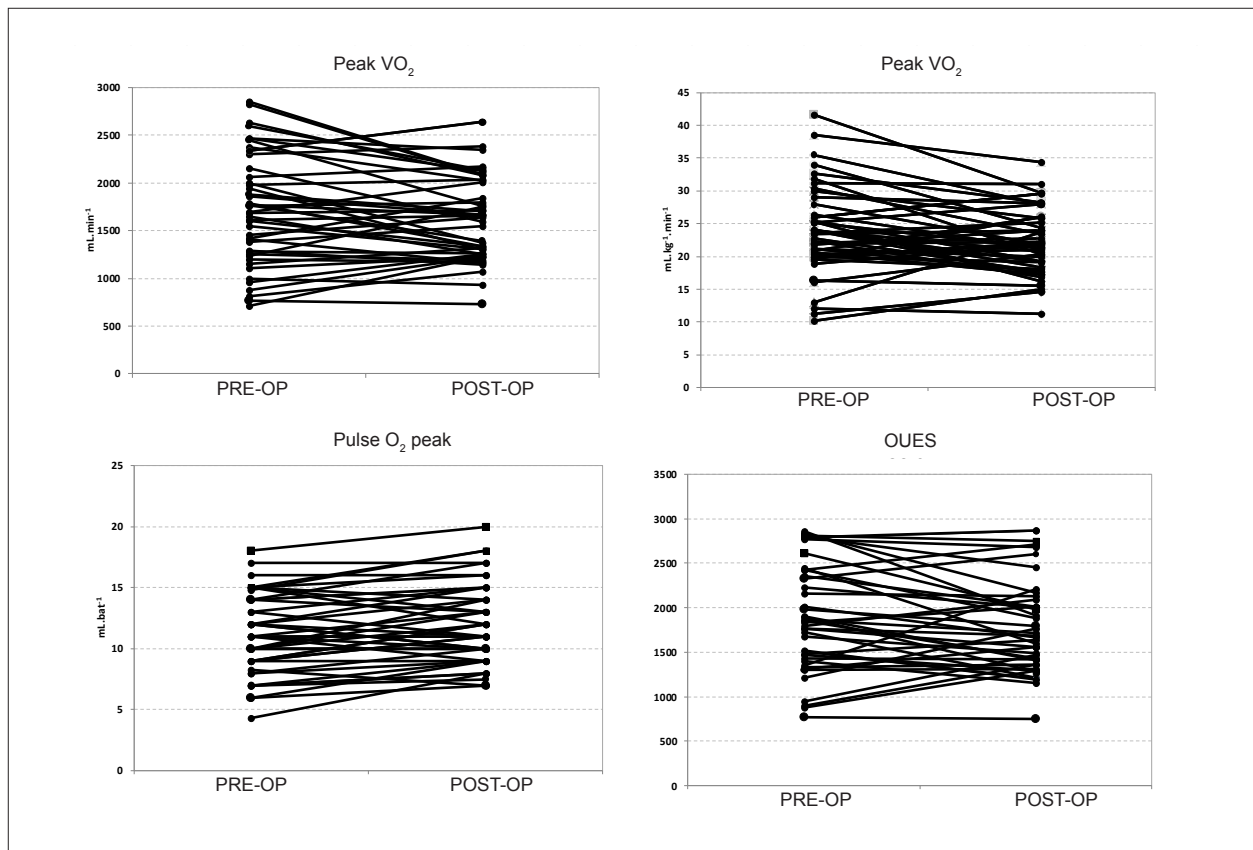 Peak VO₂
3000
2500
2000
1500
1000
500
0
mL.min⁻¹
PRE-OP POST-OP
Peak VO₂
45
40
35
30
25
20
15
10
5
0
mL.kg⁻¹.min⁻¹
PRE-OP POST-OP
Pulse O₂ peak
25
20
15
10
5
0
mL.bat⁻¹
PRE-OP POST-OP
OUES
3500
3000
2500
2000
1500
1000
500
0
PRE-OP POST-OP